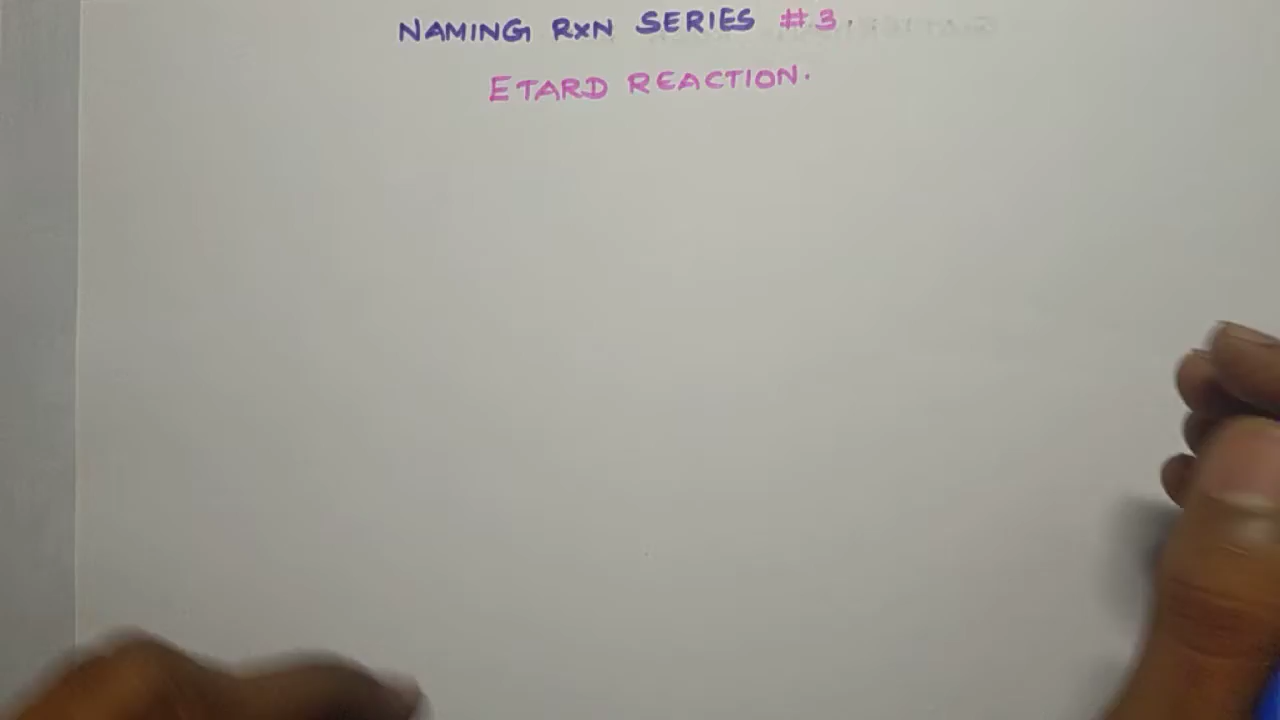 NAMING RXN SERIES #3.
ETARD REACTION.